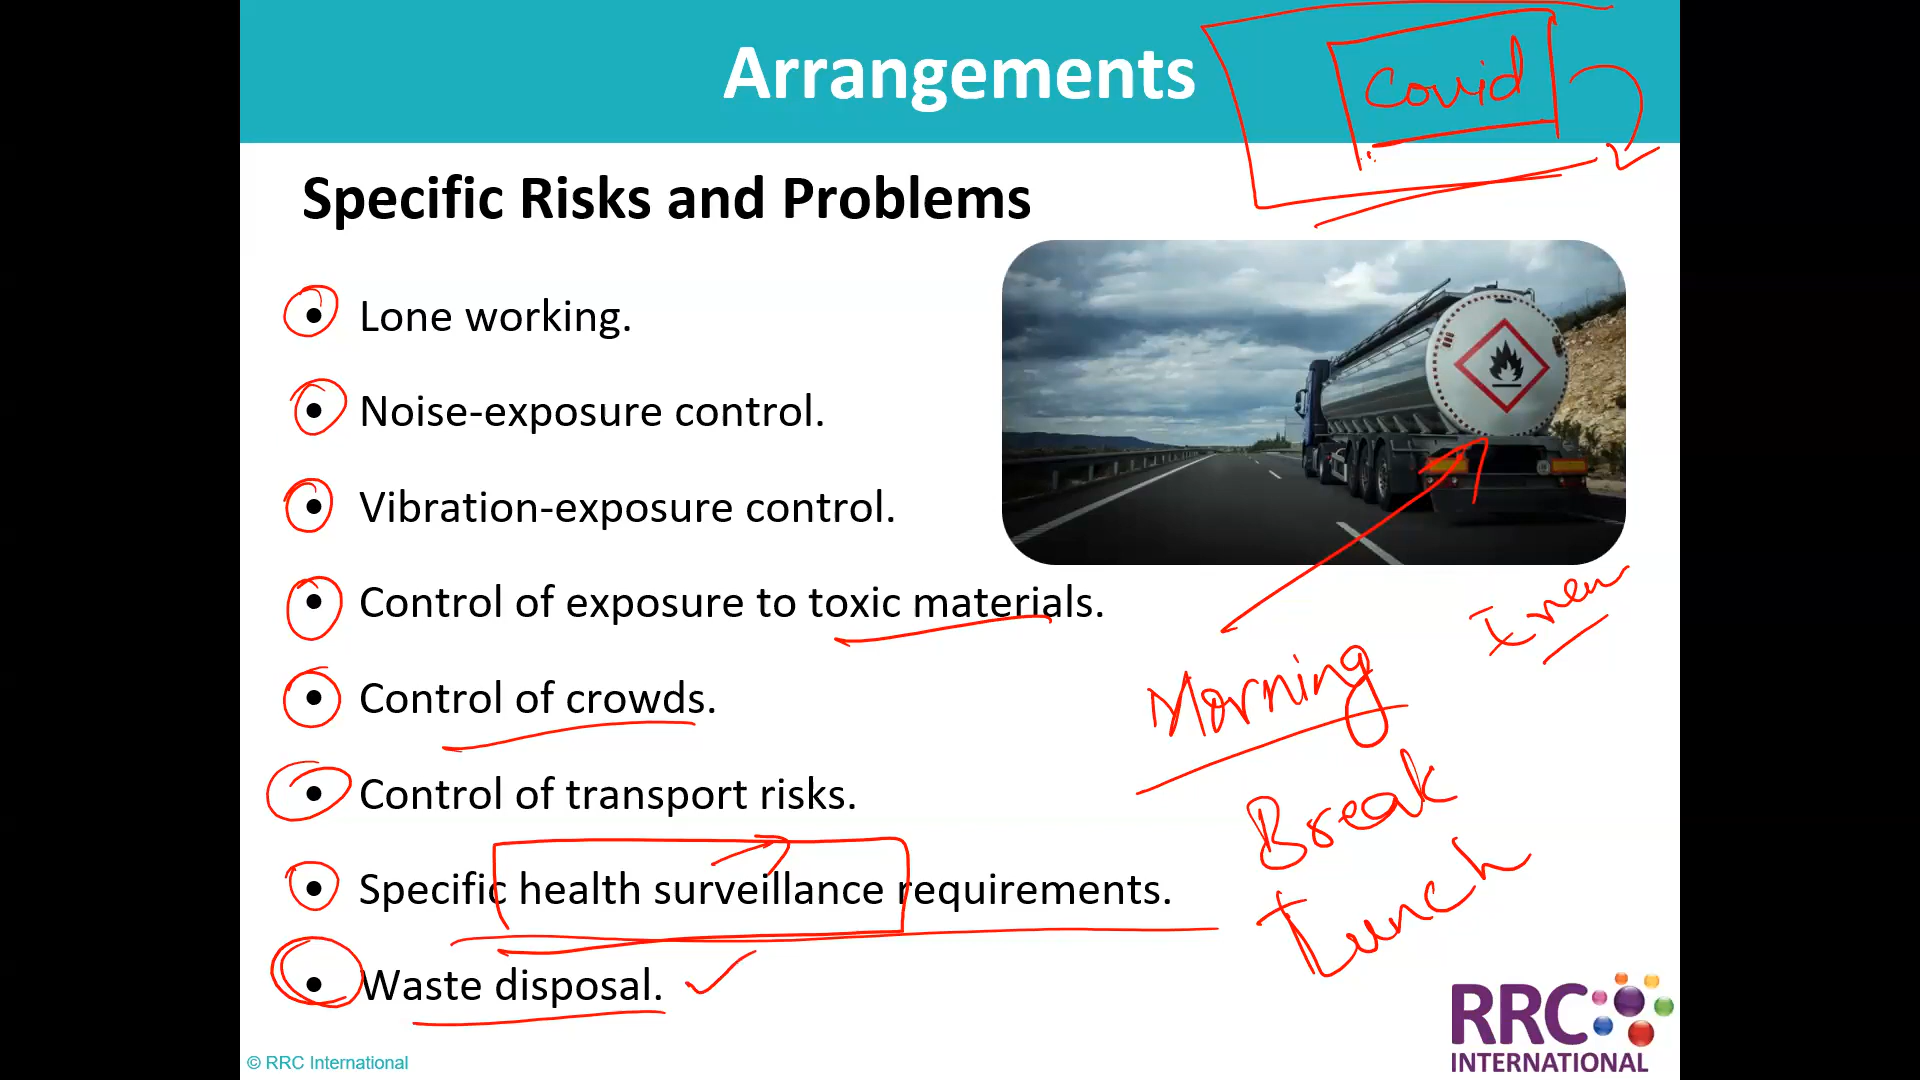 Arrangements
Covid
Specific Risks and Problems
Lone working.
Noise-exposure control.
Vibration-exposure control.
Control of exposure to toxic materials.
Control of crowds.
Control of transport risks.
Specific health surveillance requirements.
Waste disposal.
Morning
Break
Lunch
RRC
INTERNATIONAL
© RRC International